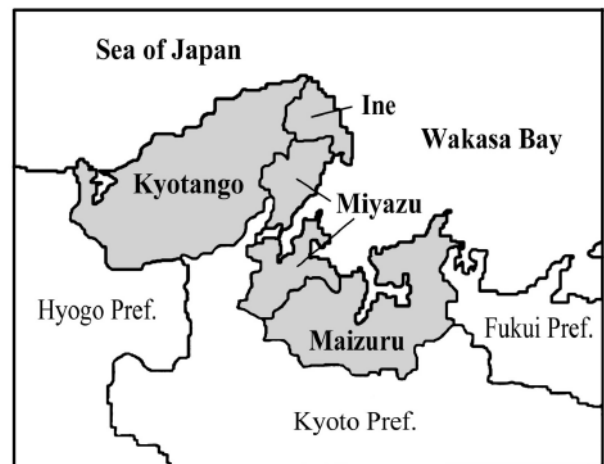 Sea of Japan
Ine
Wakasa Bay
Kyotango
Miyazu
Hyogo Pref.
Maizuru
Fukui Pref.
Kyoto Pref.